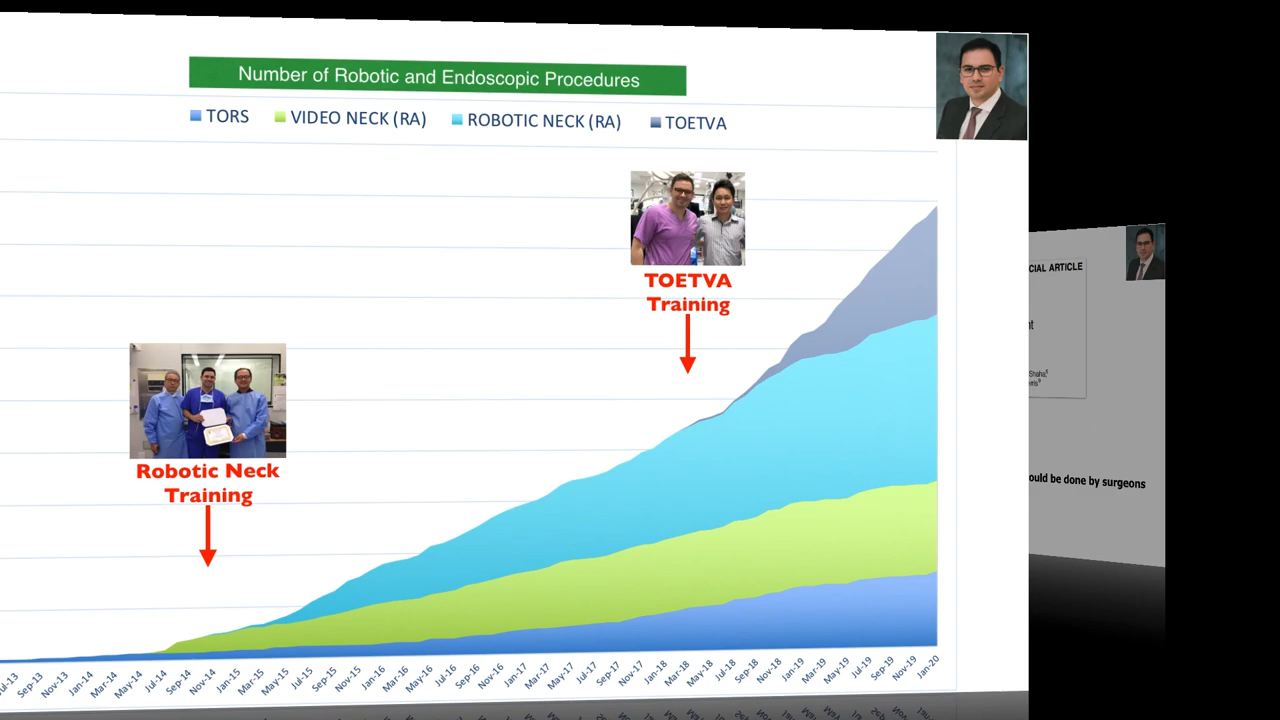 Number of Robotic and Endoscopic Procedures
TORS VIDEO NECK (RA) ROBOTIC NECK (RA) TOETVA
TOETVA
Training
Robotic Neck
Training
Sep-13 Nov-13 Jan-14 Mar-14 May-14 Jul-14 Sep-14 Nov-14 Jan-15 Mar-15 May-15 Jul-15 Sep-15 Nov-15 Jan-16 Mar-16 May-16 Jul-16 Sep-16 Nov-16 Jan-17 Mar-17 May-17 Jul-17 Sep-17 Nov-17 Jan-18 Mar-18 May-18 Jul-18 Sep-18 Nov-18 Jan-19 Mar-19 May-19 Jul-19 Sep-19 Nov-19 Jan-20
CIAL ARTICLE
Shaha,
ould be done by surgeons